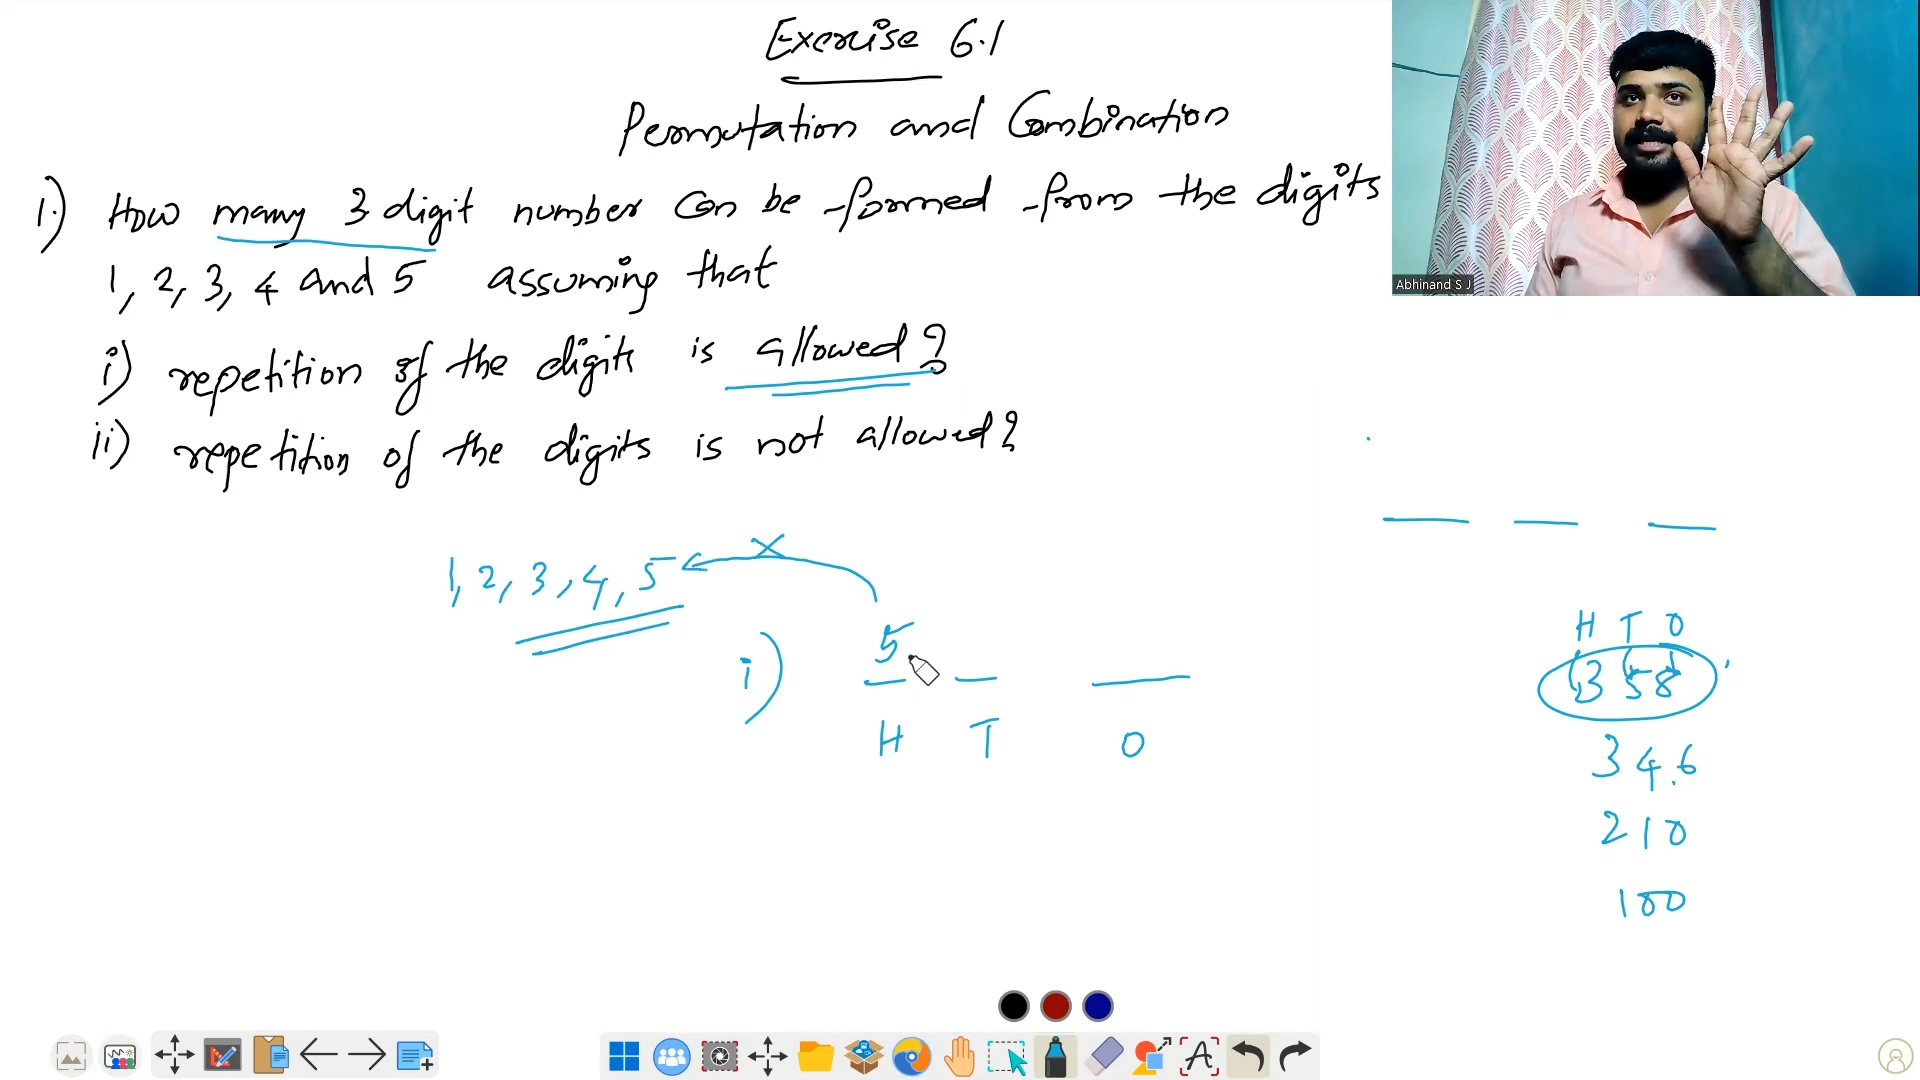 Exercise 6.1
Permutation and Combination
1.) How many 3 digit number can be formed from the digits
1, 2, 3, 4 and 5 assuming that
i) repetition of the digits is allowed?
ii) repetition of the digits is not allowed?
Abhinand S J
1, 2, 3, 4, 5
i) 5
H T O
H T O
358
346
210
100